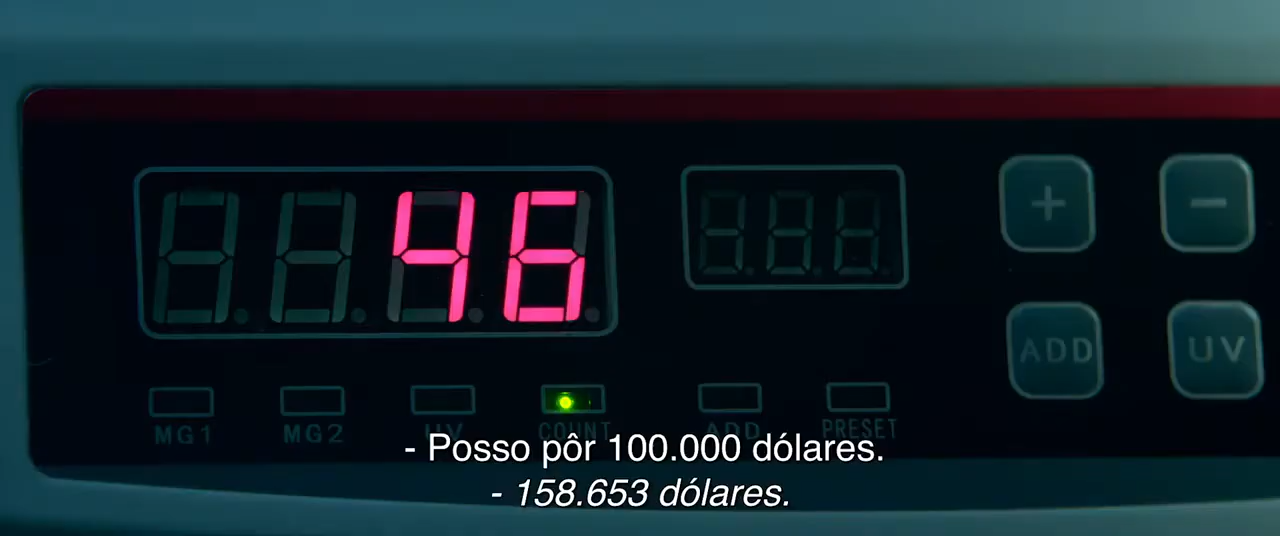 46
+
-
ADD
UV
MG1
MG2
UV
COUNT
ADD
PRESET
- Posso pôr 100.000 dólares.
- 158.653 dólares.